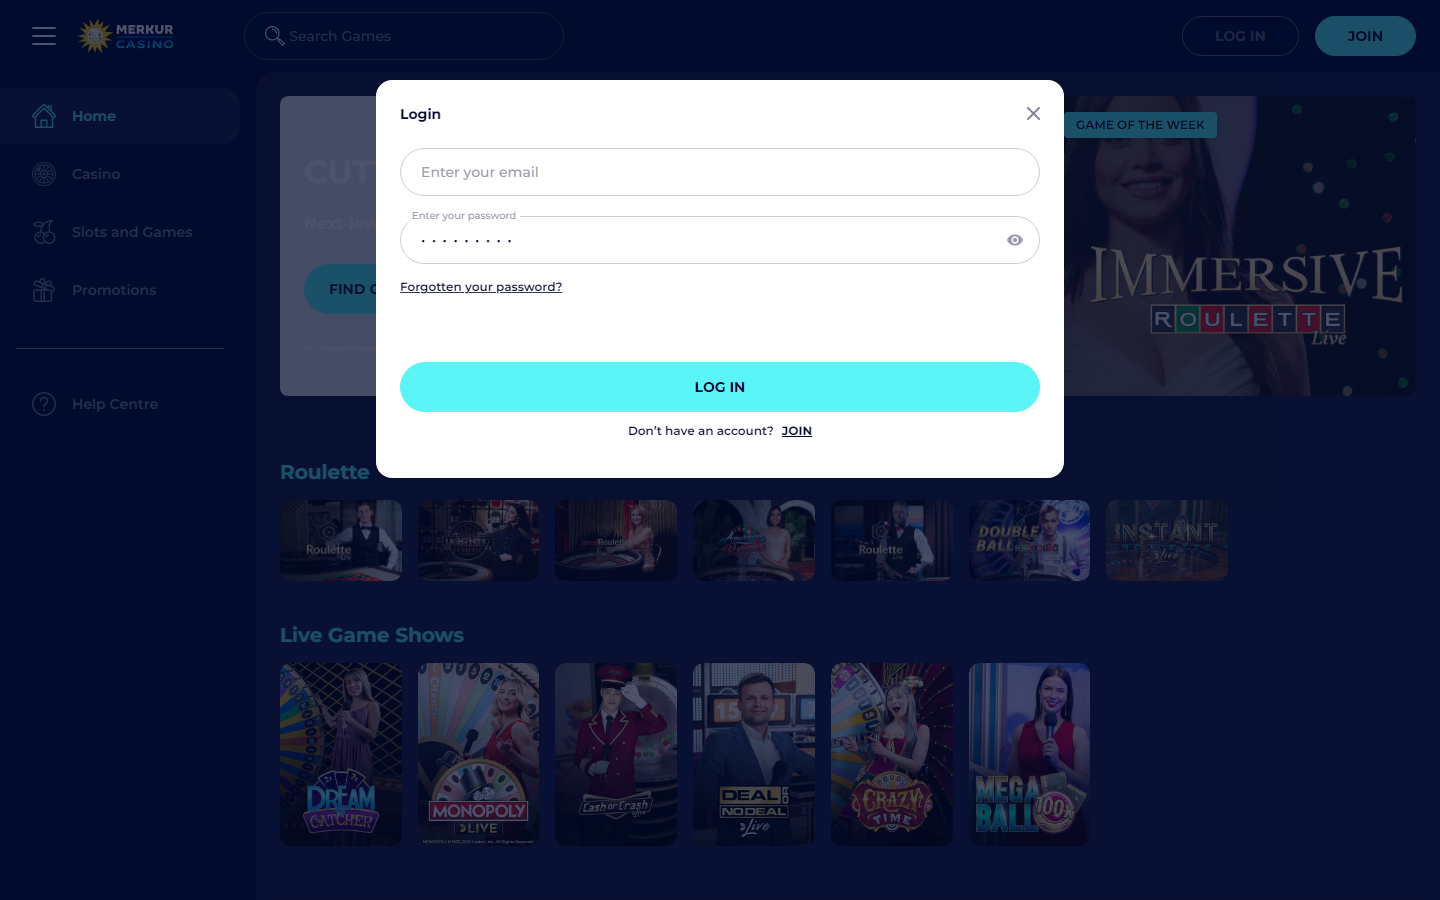 MERKUR
CASINO
Search Games
LOG IN
JOIN
Home
Casino
Slots and Games
Promotions
Help Centre
Login
Enter your email
Enter your password
Forgotten your password?
LOG IN
Don't have an account? JOIN
CUT
Next-leve
FIND
GAME OF THE WEEK
IMMERSIVE
ROULETTE
Live
Roulette
Roulette
Roulette
Roulette
DOUBLE
BALL
INSTANT
Live
Live Game Shows
DREAM
CATCHER
MONOPOLY
LIVE
Cash or Crash
DEAL OR
NO DEAL
Live
CRAZY
TIME
MEGA
BALL
100x